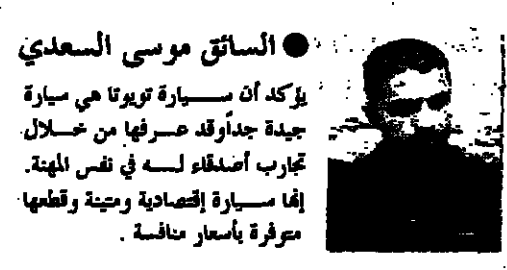 ● السائق موسى السعدي
يؤكد أن سيارة تويوتا هي سيارة
جيدة جداًوقد عرفها من خلال
تجارب أصدقاء له في نفس المهنة.
إنها سيارة إقتصادية ومتينة وقطعها
متوفرة بأسعار منافسة .